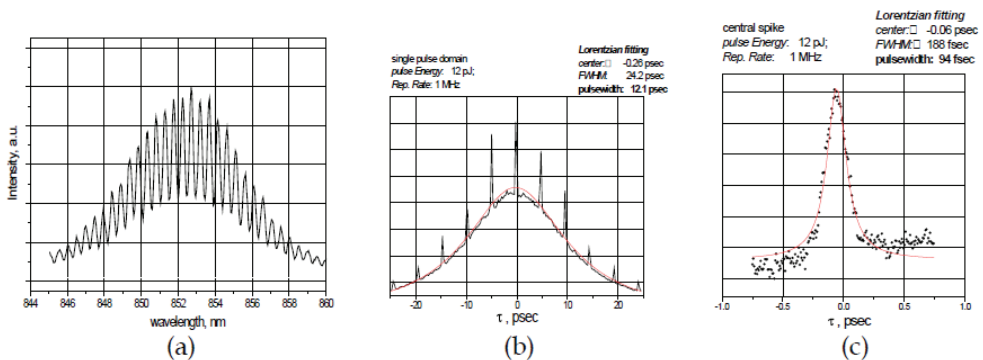 Intensity, a.u.
844 846 848 850 852 854 856 858 860
wavelength, nm
(a)
single pulse domain
pulse Energy: 12 pJ;
Rep. Rate: 1 MHz
Lorentzian fitting
center:□ -0.26 psec
FWHM: 24.2 psec
pulsewidth: 12.1 psec
-20 -10 0 10 20
τ , psec
(b)
central spike
pulse Energy: 12 pJ
Rep. Rate: 1 MHz
Lorentzian fitting
center:□ -0.06 psec
FWHM:□ 188 fsec
pulsewidth: 94 fsec
-1.0 -0.5 0.0 0.5 1.0
τ , psec
(c)